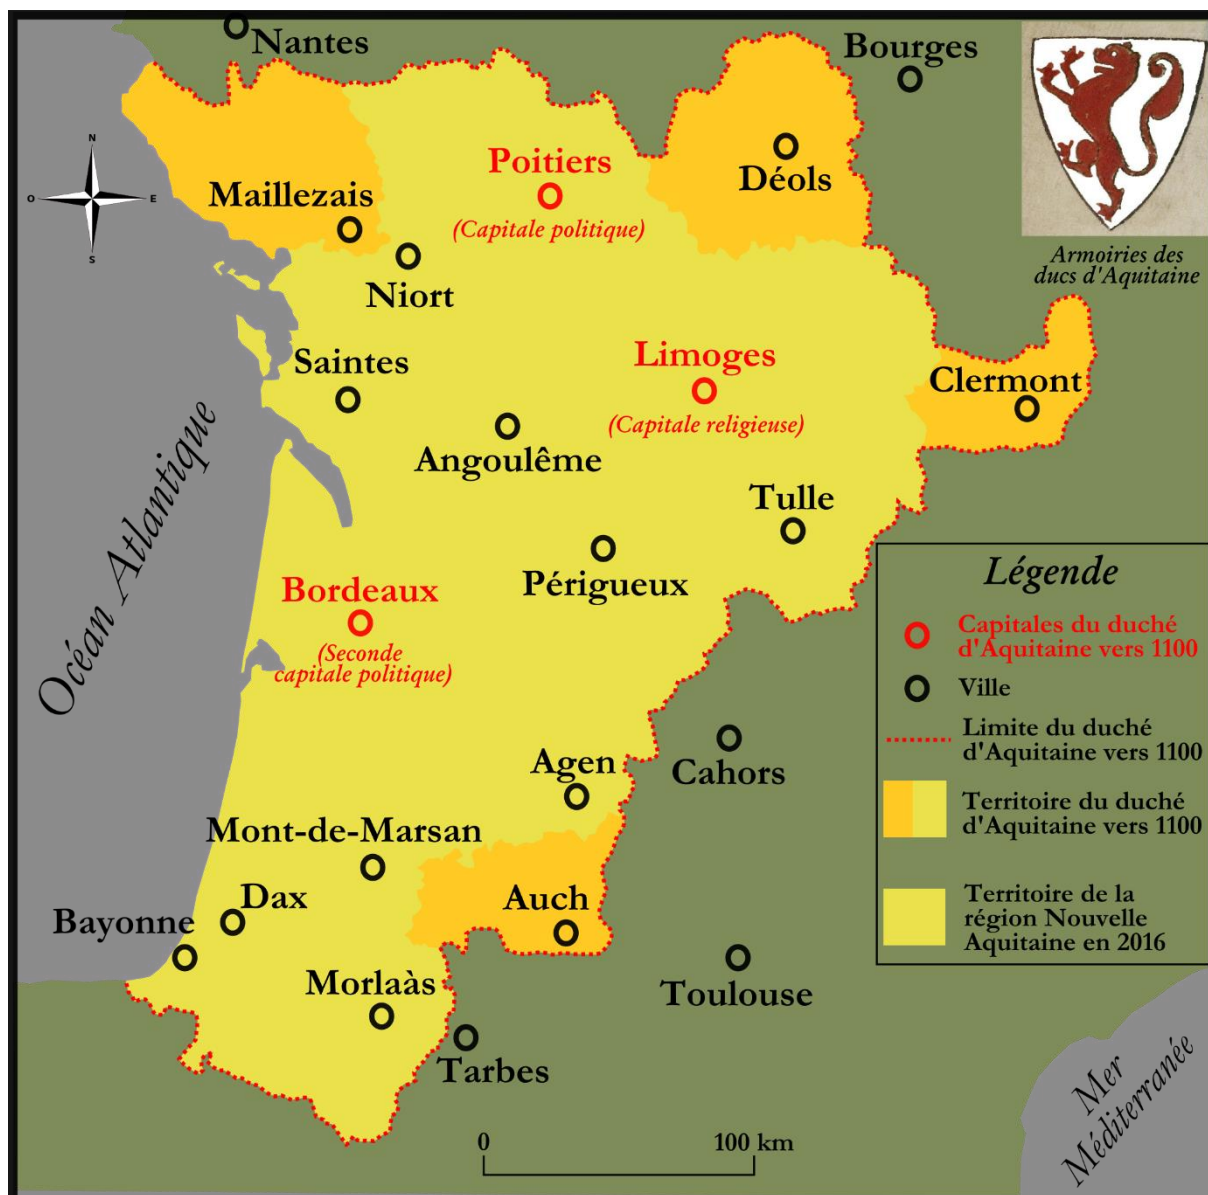 Nantes
Bourges
N
O
E
S
Poitiers
(Capitale politique)
Déols
Maillezais
Niort
Armoiries des
ducs d'Aquitaine
Saintes
Limoges
(Capitale religieuse)
Clermont
Angoulême
Océan Atlantique
Tulle
Périgueux
Bordeaux
(Seconde
capitale politique)
Légende
Capitales du duché
d'Aquitaine vers 1100
Ville
Limite du duché
d'Aquitaine vers 1100
Territoire du duché
d'Aquitaine vers 1100
Territoire de la
région Nouvelle
Aquitaine en 2016
Cahors
Agen
Mont-de-Marsan
Dax
Auch
Bayonne
Morlaàs
Toulouse
Tarbes
Mer
Méditerranée
0
100 km